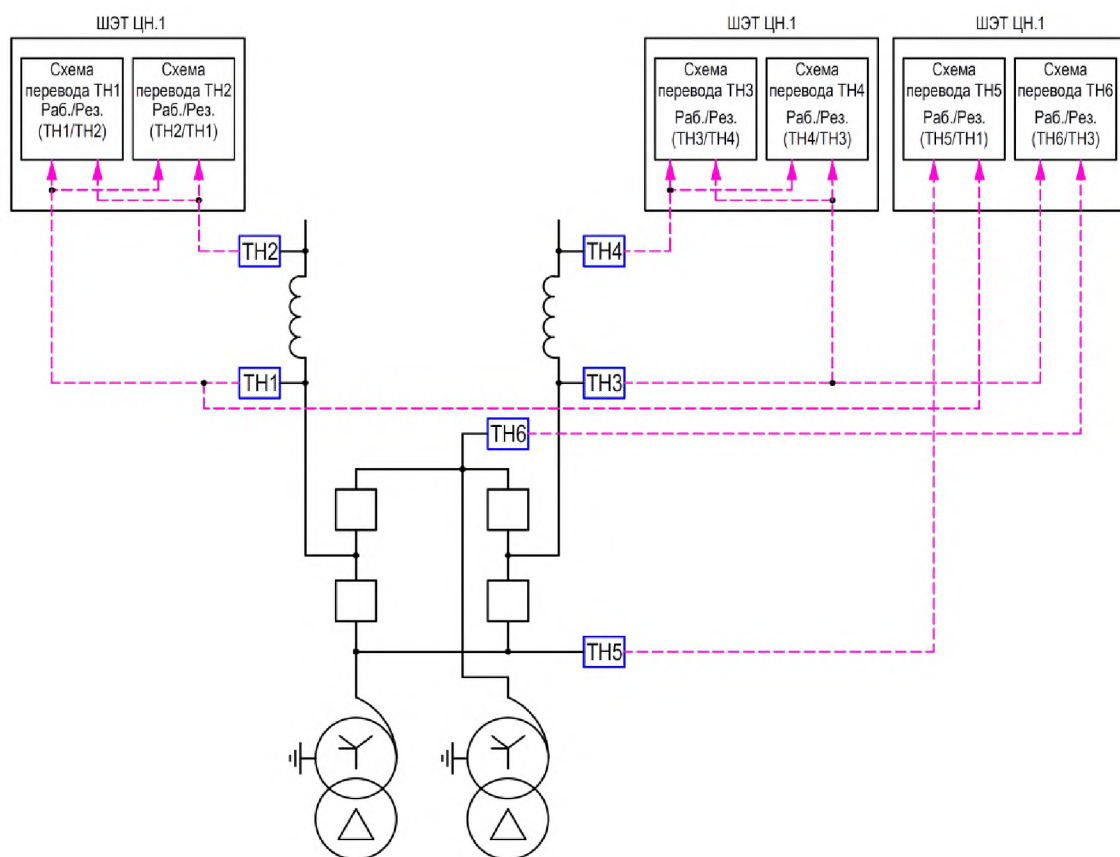 ШЭТ ЦН.1
Схема
перевода ТН1
Раб./Рез.
(ТН1/ТН2)
Схема
перевода ТН2
Раб./Рез.
(ТН2/ТН1)
ШЭТ ЦН.1
Схема
перевода ТН3
Раб./Рез.
(ТН3/ТН4)
Схема
перевода ТН4
Раб./Рез.
(ТН4/ТН3)
ШЭТ ЦН.1
Схема
перевода ТН5
Раб./Рез.
(ТН5/ТН1)
Схема
перевода ТН6
Раб./Рез.
(ТН6/ТН3)
ТН2
ТН4
ТН1
ТН3
ТН6
ТН5